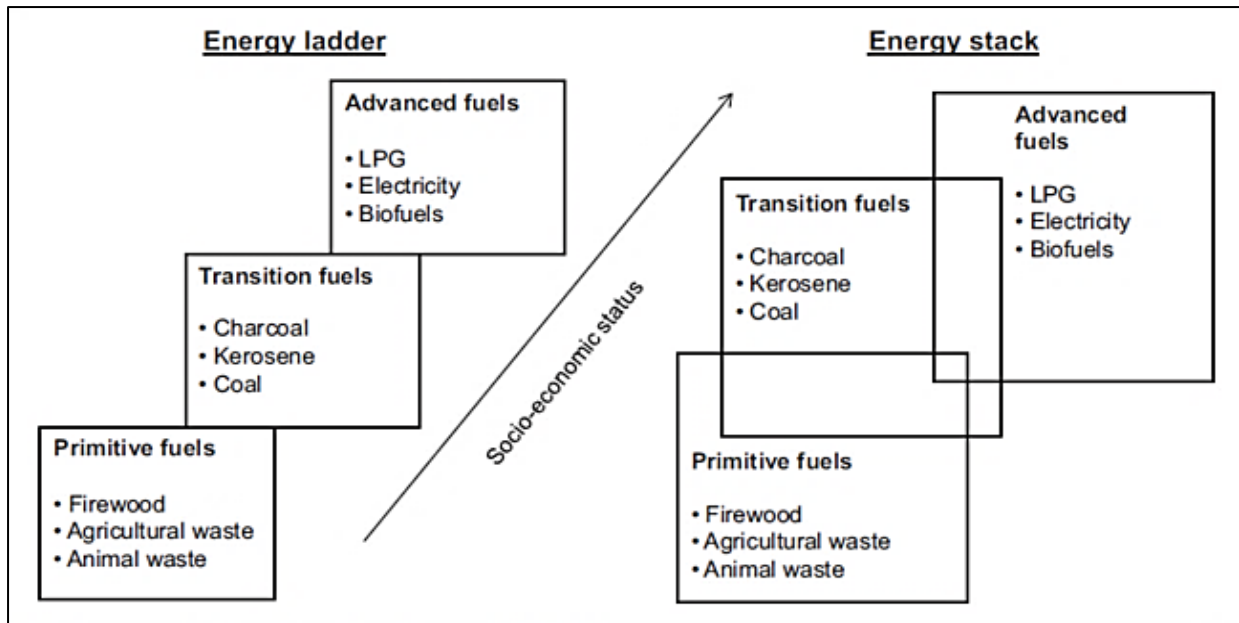 Energy ladder
Advanced fuels
• LPG
• Electricity
• Biofuels
Transition fuels
• Charcoal
• Kerosene
• Coal
Primitive fuels
• Firewood
• Agricultural waste
• Animal waste
Socio-economic status
Energy stack
Advanced
fuels
• LPG
• Electricity
• Biofuels
Transition fuels
• Charcoal
• Kerosene
• Coal
Primitive fuels
• Firewood
• Agricultural waste
• Animal waste